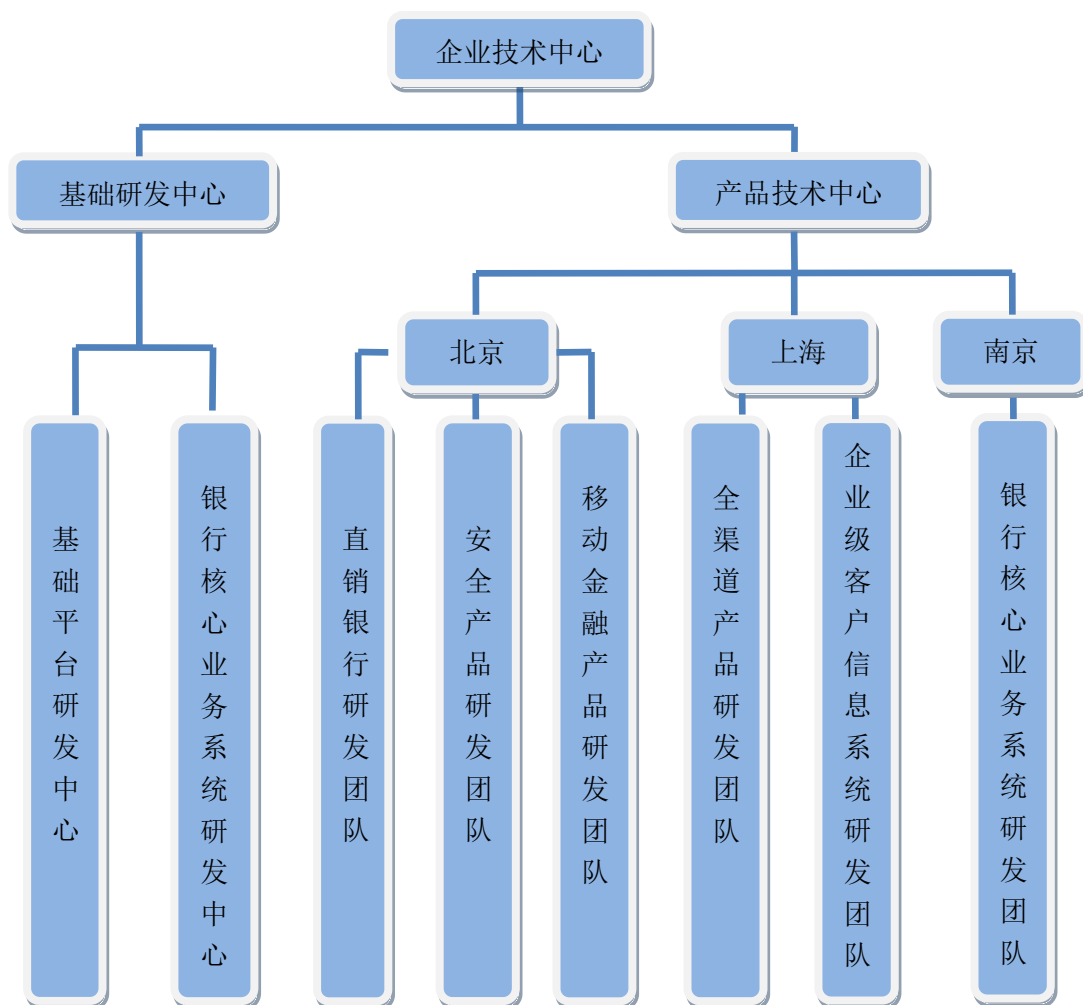 企业技术中心
基础研发中心
产品技术中心
北京
上海
南京
基础平台研发中心
银行核心业务系统研发中心
直销银行研发团队
安全产品研发团队
移动金融产品研发团队
全渠道产品研发团队
企业级客户信息系统研发团队
银行核心业务系统研发团队